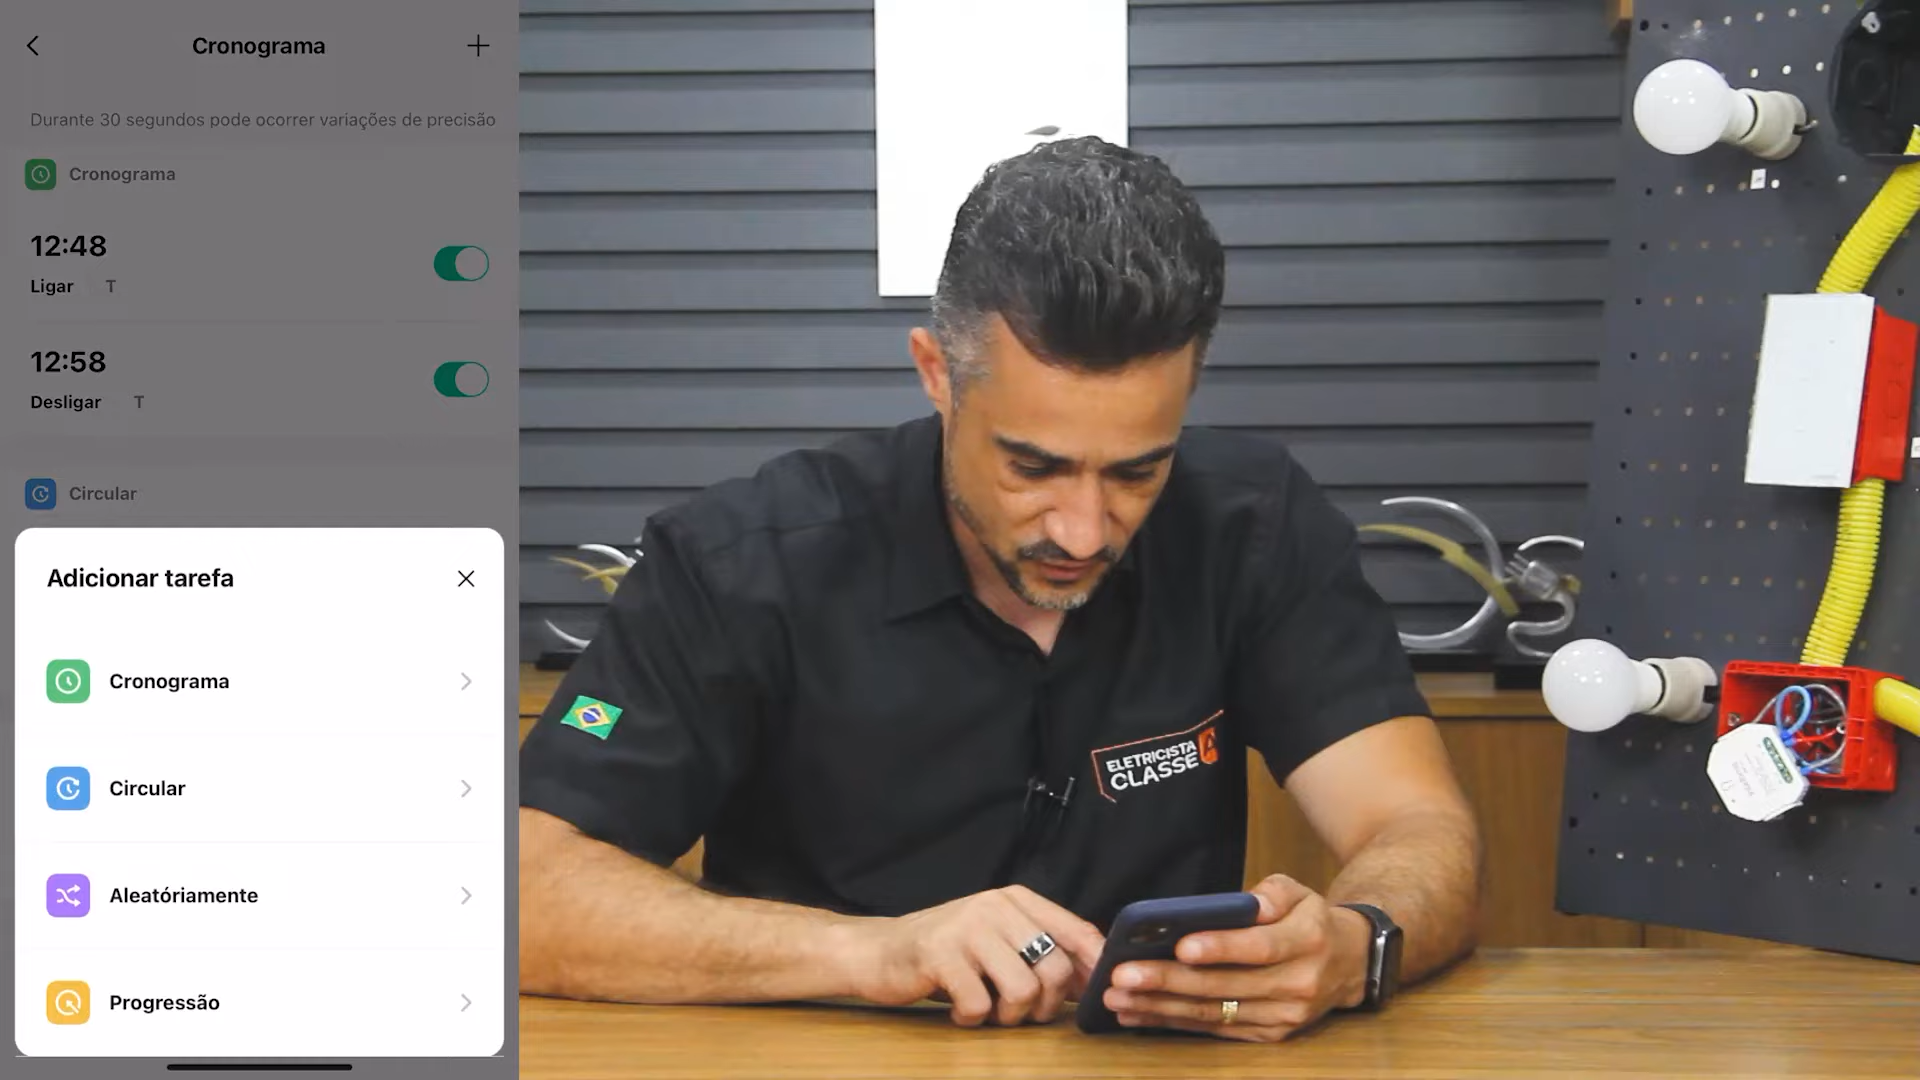 Cronograma
Durante 30 segundos pode ocorrer variações de precisão
Cronograma
12:48
Ligar T
12:58
Desligar T
Circular
Adicionar tarefa
Cronograma
Circular
Aleatóriamente
Progressão
ELETRICISTA
CLASSE A